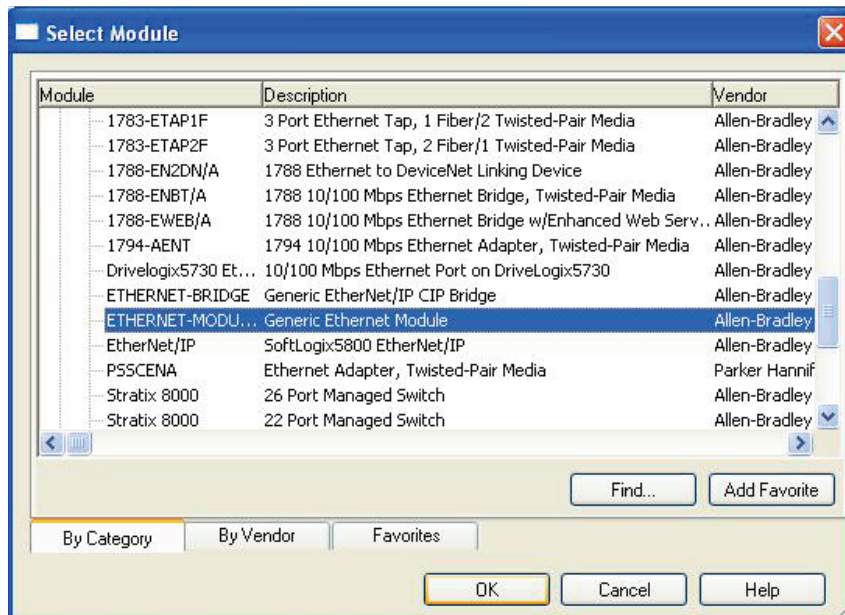 Select Module
Module Description Vendor
1783-ETAP1F 3 Port Ethernet Tap, 1 Fiber/2 Twisted-Pair Media Allen-Bradley
1783-ETAP2F 3 Port Ethernet Tap, 2 Fiber/1 Twisted-Pair Media Allen-Bradley
1788-EN2DN/A 1788 Ethernet to DeviceNet Linking Device Allen-Bradley
1788-ENBT/A 1788 10/100 Mbps Ethernet Bridge, Twisted-Pair Media Allen-Bradley
1788-EWEB/A 1788 10/100 Mbps Ethernet Bridge w/Enhanced Web Serv... Allen-Bradley
1794-AENT 1794 10/100 Mbps Ethernet Adapter, Twisted-Pair Media Allen-Bradley
Drivelogix5730 Et... 10/100 Mbps Ethernet Port on DriveLogix5730 Allen-Bradley
ETHERNET-BRIDGE Generic EtherNet/IP CIP Bridge Allen-Bradley
ETHERNET-MODU... Generic Ethernet Module Allen-Bradley
EtherNet/IP SoftLogix5800 EtherNet/IP Allen-Bradley
PSSCENA Ethernet Adapter, Twisted-Pair Media Parker Hannif
Stratix 8000 26 Port Managed Switch Allen-Bradley
Stratix 8000 22 Port Managed Switch Allen-Bradley
Find... Add Favorite
By Category By Vendor Favorites
OK Cancel Help